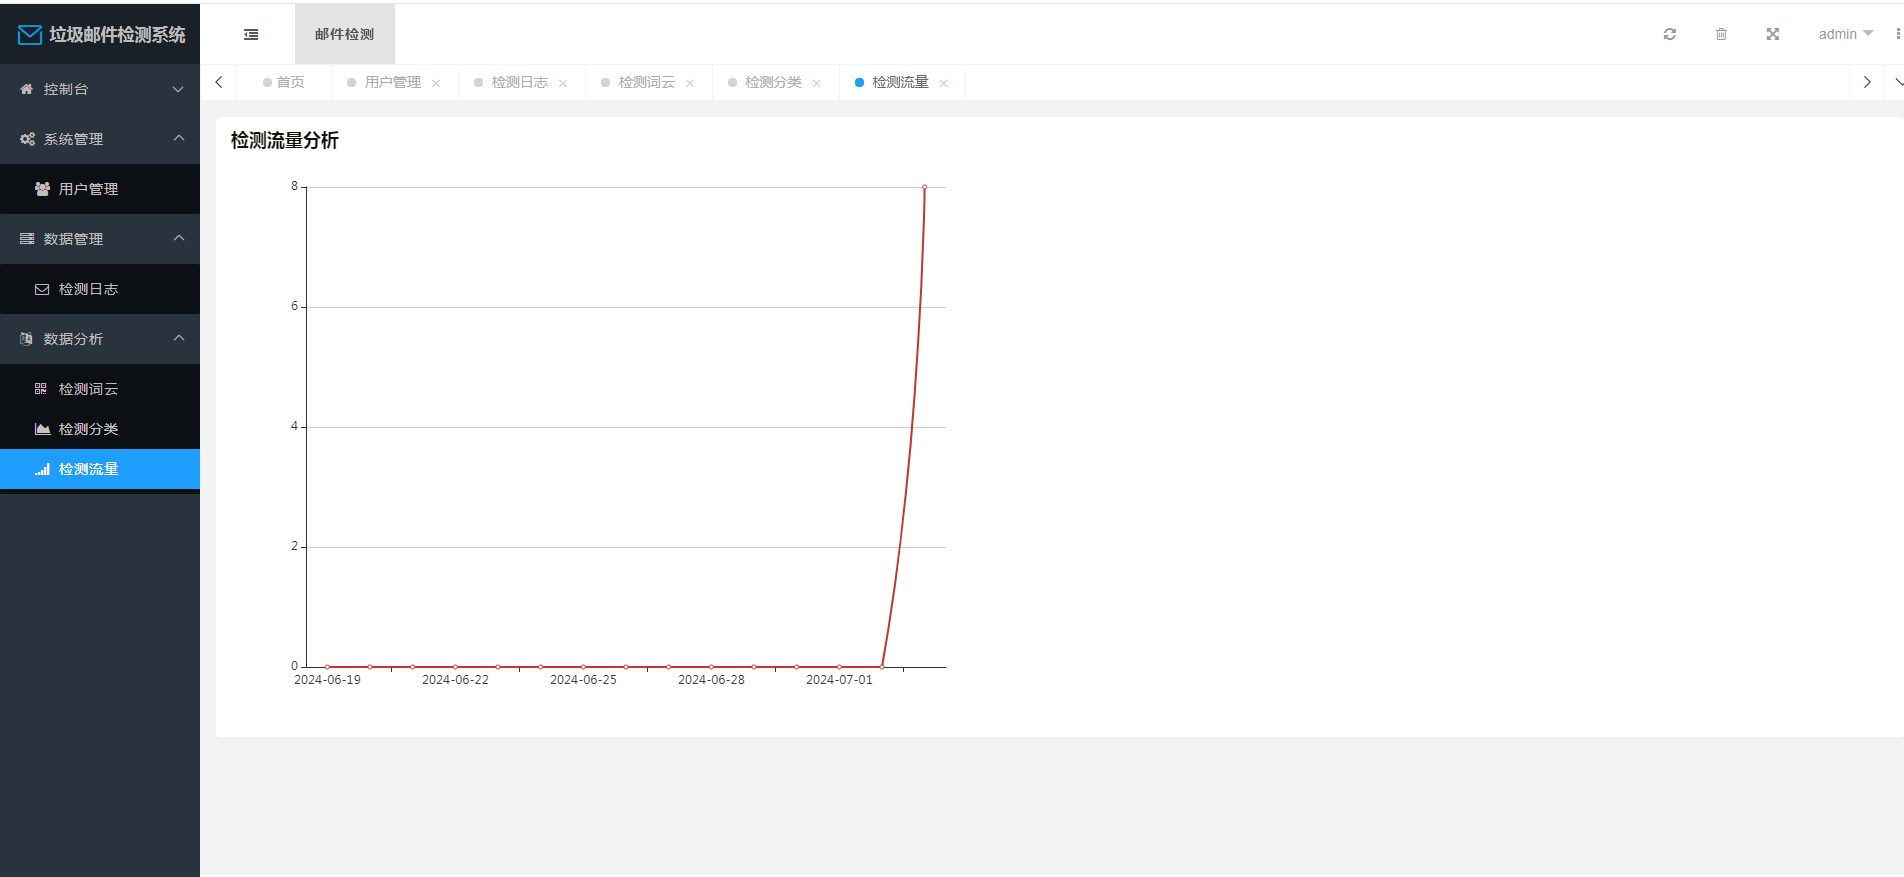 垃圾邮件检测系统
邮件检测
admin
控制台
系统管理
用户管理
数据管理
检测日志
数据分析
检测词云
检测分类
检测流量
首页
用户管理
检测日志
检测词云
检测分类
检测流量
检测流量分析
8
6
4
2
0
2024-06-19
2024-06-22
2024-06-25
2024-06-28
2024-07-01